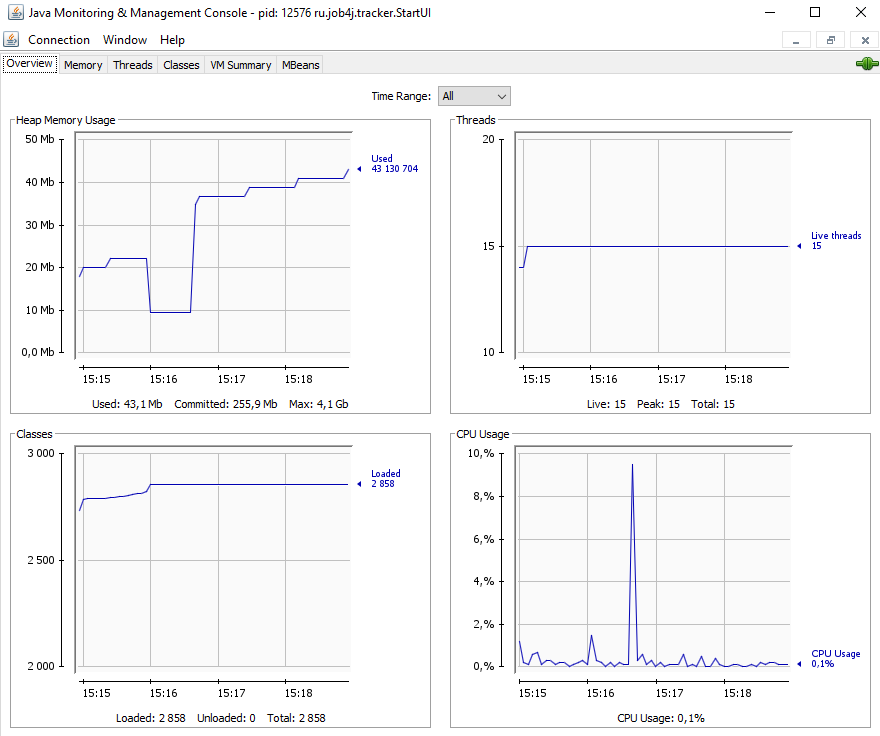 Java Monitoring & Management Console - pid: 12576 ru.job4j.tracker.StartUI
Connection Window Help
Overview Memory Threads Classes VM Summary MBeans
Time Range: All
Heap Memory Usage
50 Mb
40 Mb
30 Mb
20 Mb
10 Mb
0,0 Mb
Used
43 130 704
15:15 15:16 15:17 15:18
Used: 43,1 Mb Committed: 255,9 Mb Max: 4,1 Gb
Threads
20
15
10
Live threads
15
15:15 15:16 15:17 15:18
Live: 15 Peak: 15 Total: 15
Classes
3 000
2 500
2 000
Loaded
2 858
15:15 15:16 15:17 15:18
Loaded: 2 858 Unloaded: 0 Total: 2 858
CPU Usage
10,%
8,%
6,%
4,%
2,%
0,%
CPU Usage
0,1%
15:15 15:16 15:17 15:18
CPU Usage: 0,1%